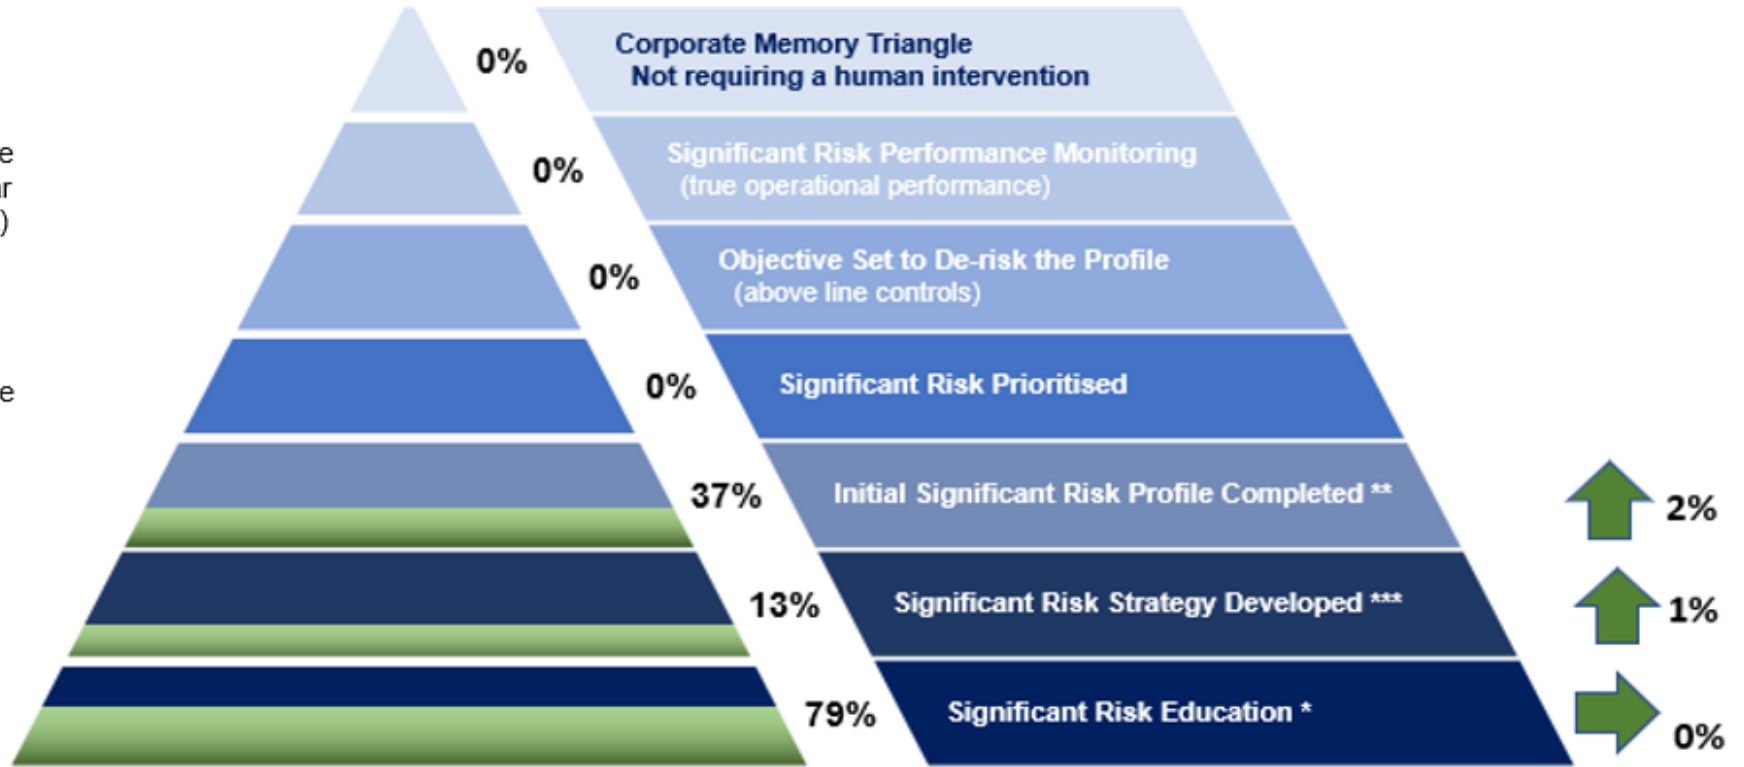 0%
Corporate Memory Triangle
Not requiring a human intervention
0%
Significant Risk Performance Monitoring
(true operational performance)
0%
Objective Set to De-risk the Profile
(above line controls)
0%
Significant Risk Prioritised
37%
Initial Significant Risk Profile Completed **
2%
13%
Significant Risk Strategy Developed ***
1%
79%
Significant Risk Education *
0%